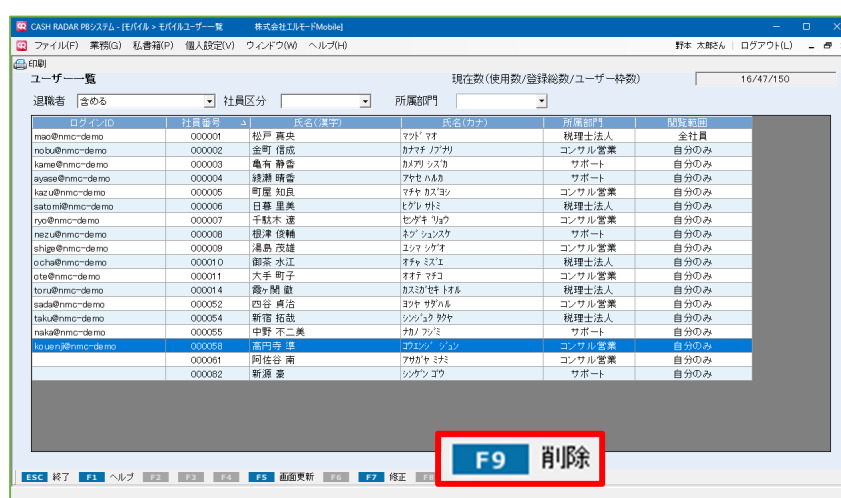 CASH RADAR PBシステム - [モバイル > モバイルユーザー一覧 株式会社エルモードMobile]
ファイル(F) 業務(G) 私書箱(P) 個人設定(V) ウィンドウ(W) ヘルプ(H) 野本 太郎さん ログアウト(L)
印刷
ユーザー一覧 現在数(使用数/登録総数/ユーザー枠数) 16/47/150
退職者 含める 社員区分 所属部門
ログインID 社員番号 氏名(漢字) 氏名(カナ) 所属部門 閲覧範囲
mao@nmc-demo 000001 松戸 真央 マツド マオ 税理士法人 全社員
nobu@nmc-demo 000002 金町 信成 カナマチ ノブナリ コンサル営業 自分のみ
kame@nmc-demo 000003 亀有 静香 カメアリ シズカ サポート 自分のみ
ayase@nmc-demo 000004 綾瀬 晴香 アヤセ ハルカ サポート 自分のみ
kazu@nmc-demo 000005 町屋 知良 マチヤ カズヨシ コンサル営業 自分のみ
satomi@nmc-demo 000006 日暮 里美 ヒグレ サトミ 税理士法人 自分のみ
ryo@nmc-demo 000007 千駄木 遼 センダギ リョウ コンサル営業 自分のみ
nezu@nmc-demo 000008 根津 俊輔 ネヅ シュンスケ サポート 自分のみ
shige@nmc-demo 000009 湯島 茂雄 ユシマ シゲオ コンサル営業 自分のみ
ocha@nmc-demo 000010 御茶 水江 オチャ ミズエ 税理士法人 自分のみ
ote@nmc-demo 000011 大手 町子 オオテ マチコ コンサル営業 自分のみ
toru@nmc-demo 000014 霞ヶ関 徹 カスミガセキ トオル 税理士法人 自分のみ
sada@nmc-demo 000052 四谷 貞治 ヨツヤ サダハル コンサル営業 自分のみ
taku@nmc-demo 000054 新宿 拓哉 シンジュク タクヤ 税理士法人 自分のみ
naka@nmc-demo 000055 中野 不二美 ナカノ フジミ サポート 自分のみ
kouenji@nmc-demo 000058 高円寺 準 コウエンジ ジュン コンサル営業 自分のみ
000061 阿佐谷 南 アサガヤ ミナミ コンサル営業 自分のみ
000082 新源 豪 シンゲン ゴウ サポート 自分のみ
F9 削除
ESC 終了 F1 ヘルプ F2 F3 F4 F5 画面更新 F6 F7 修正 F8